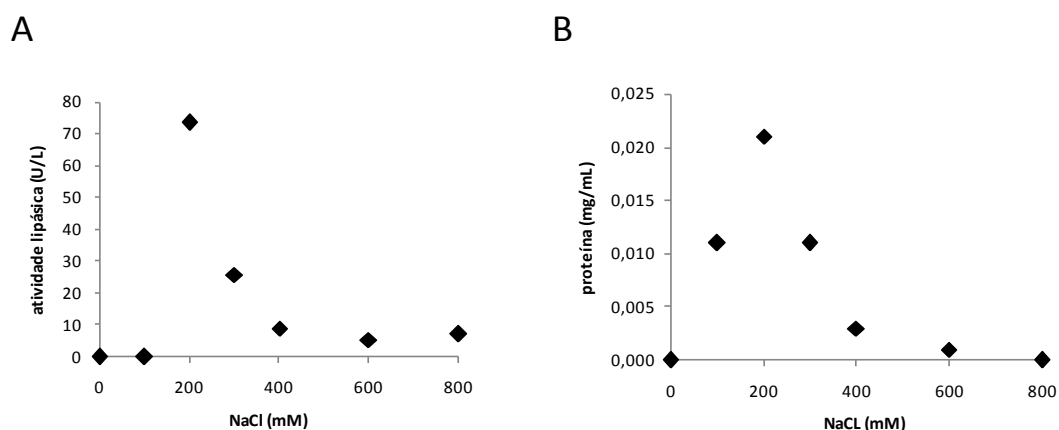 A
atividade lipásica (U/L)
80
70
60
50
40
30
20
10
0
0 200 400 600 800
NaCl (mM)
B
proteína (mg/mL)
0,025
0,020
0,015
0,010
0,005
0,000
0 200 400 600 800
NaCL (mM)